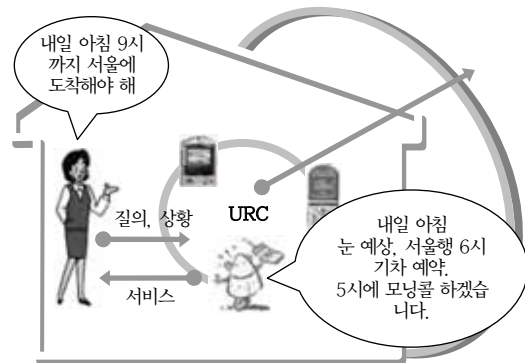 내일 아침 9시
까지 서울에
도착해야 해
질의, 상황
URC
서비스
내일 아침
눈 예상, 서울행 6시
기차 예약.
5시에 모닝콜 하겠습
니다.